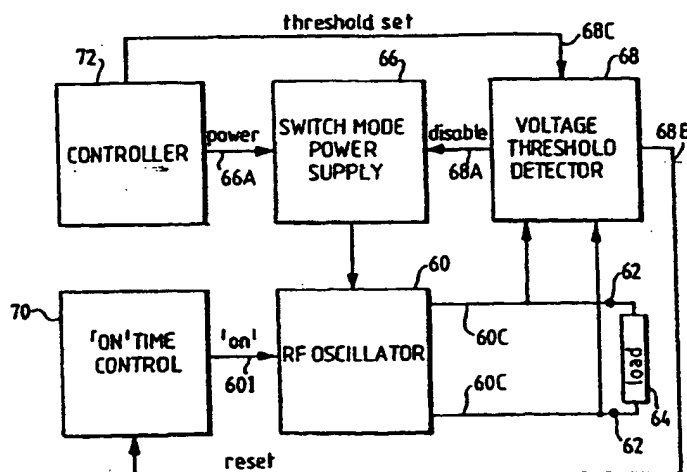 threshold set
68C
72
66
68
CONTROLLER
power
66A
SWITCH MODE
POWER
SUPPLY
disable
68A
VOLTAGE
THRESHOLD
DETECTOR
68B
60
62
70
'ON' TIME
CONTROL
'on'
601
RF OSCILLATOR
60C
60C
load
64
62
reset